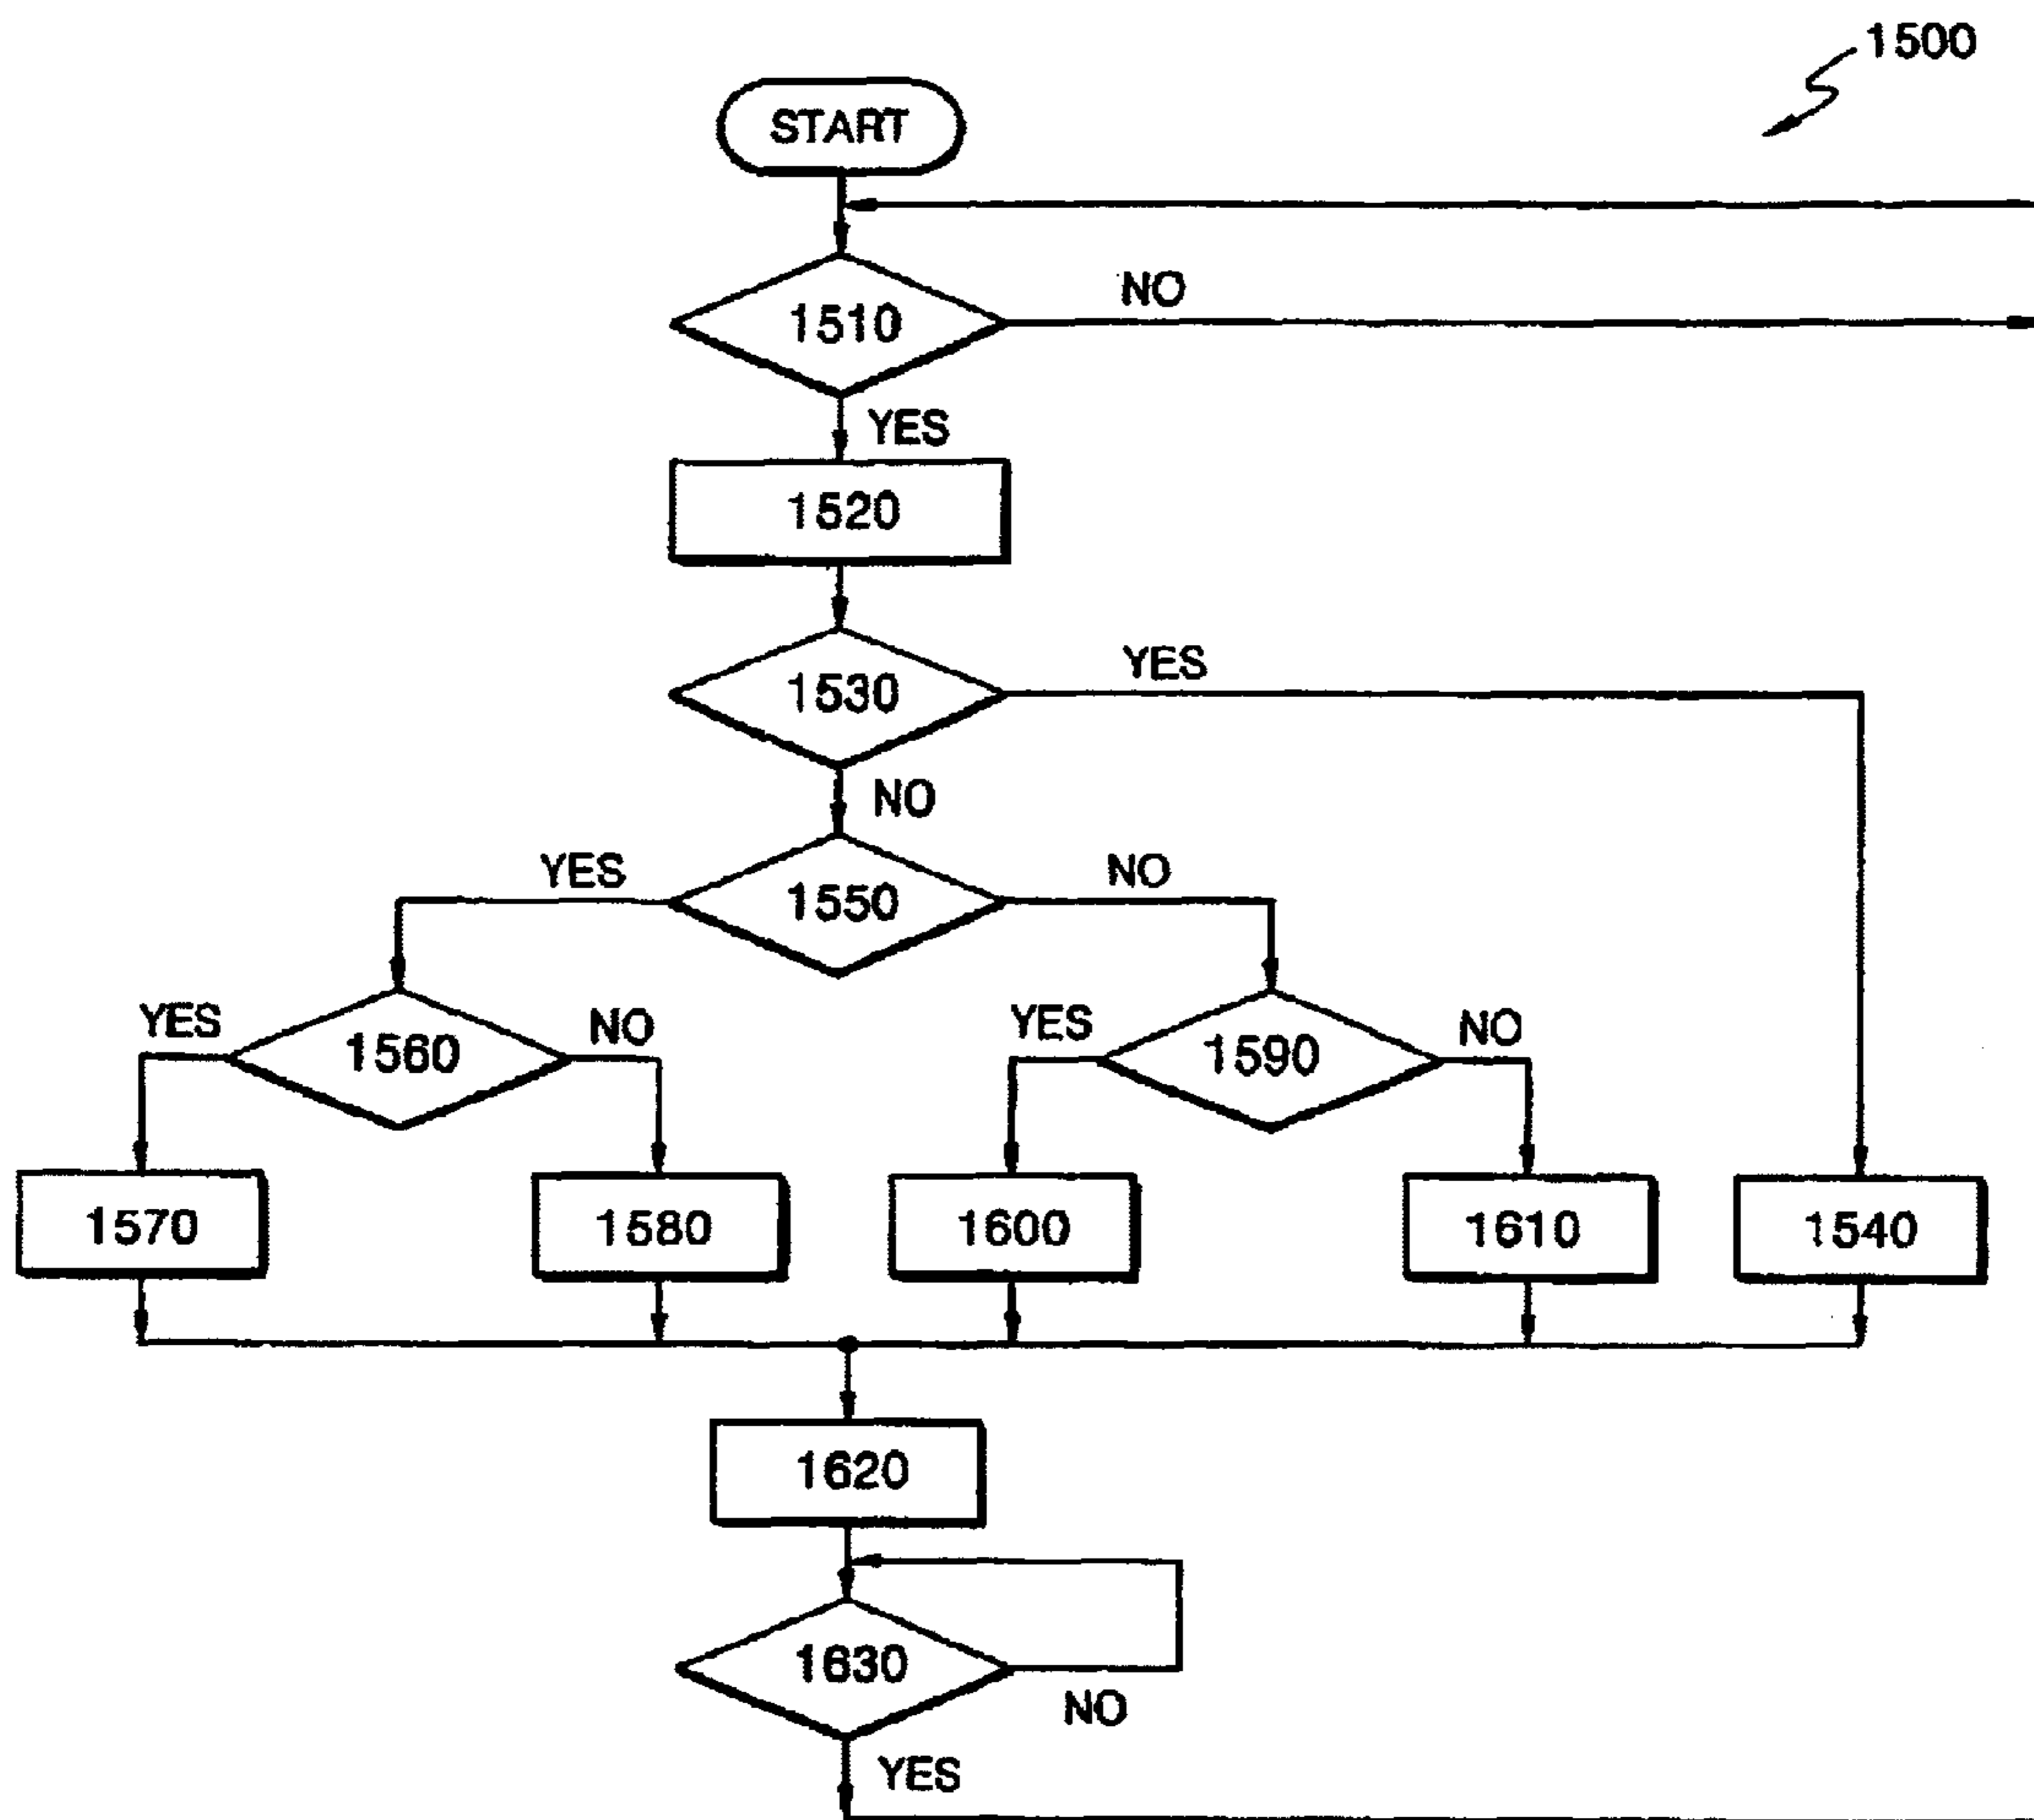 1500
START
1510
NO
YES
1520
1530
YES
NO
YES
1550
NO
YES
1560
NO
YES
1590
NO
1570
1580
1600
1610
1540
1620
1630
NO
YES